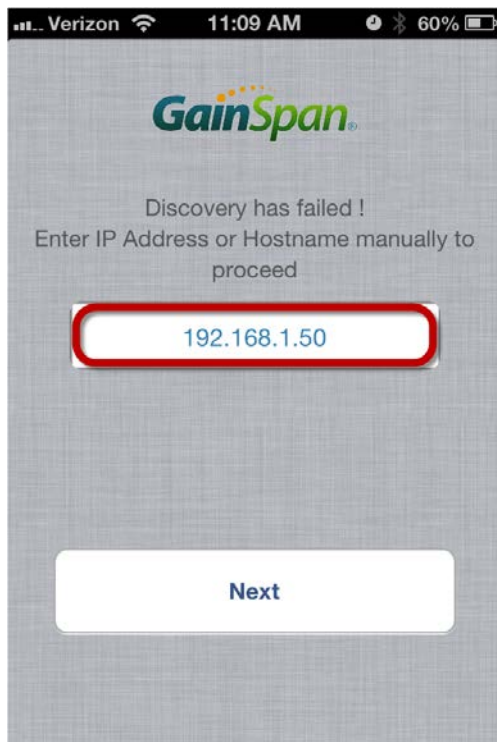 Verizon 11:09 AM 60%
GainSpan®
Discovery has failed !
Enter IP Address or Hostname manually to
proceed
192.168.1.50
Next